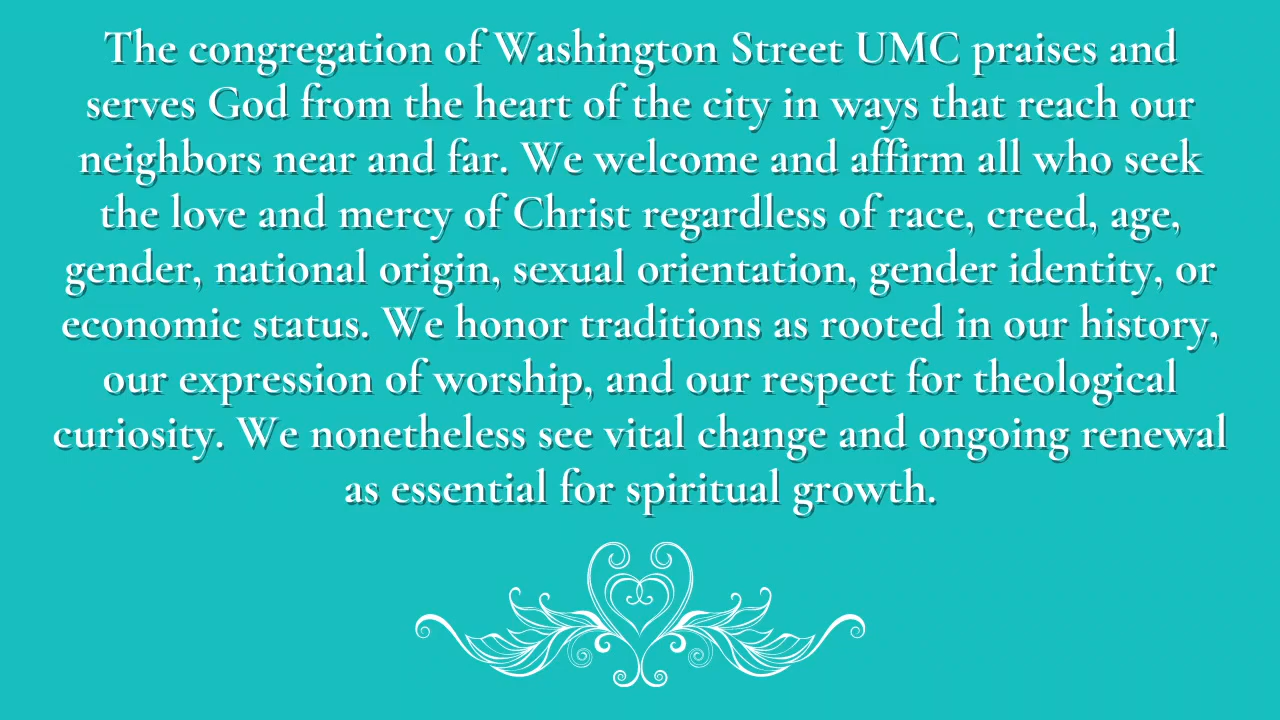 The congregation of Washington Street UMC praises and
serves God from the heart of the city in ways that reach our
neighbors near and far. We welcome and affirm all who seek
the love and mercy of Christ regardless of race, creed, age,
gender, national origin, sexual orientation, gender identity, or
economic status. We honor traditions as rooted in our history,
our expression of worship, and our respect for theological
curiosity. We nonetheless see vital change and ongoing renewal
as essential for spiritual growth.